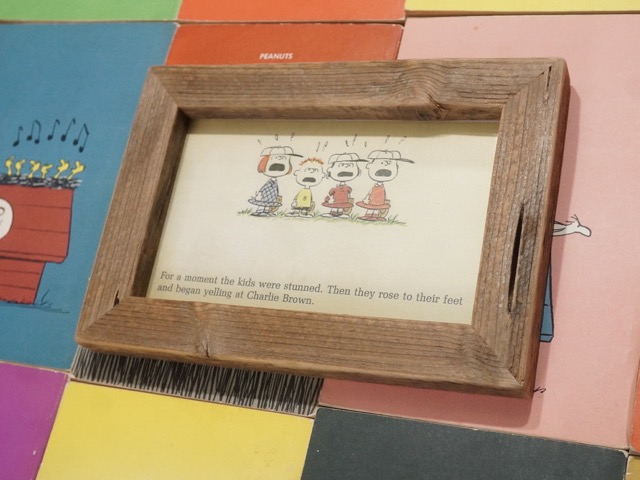 PEANUTS
For a moment the kids were stunned. Then they rose to their feet
and began yelling at Charlie Brown.